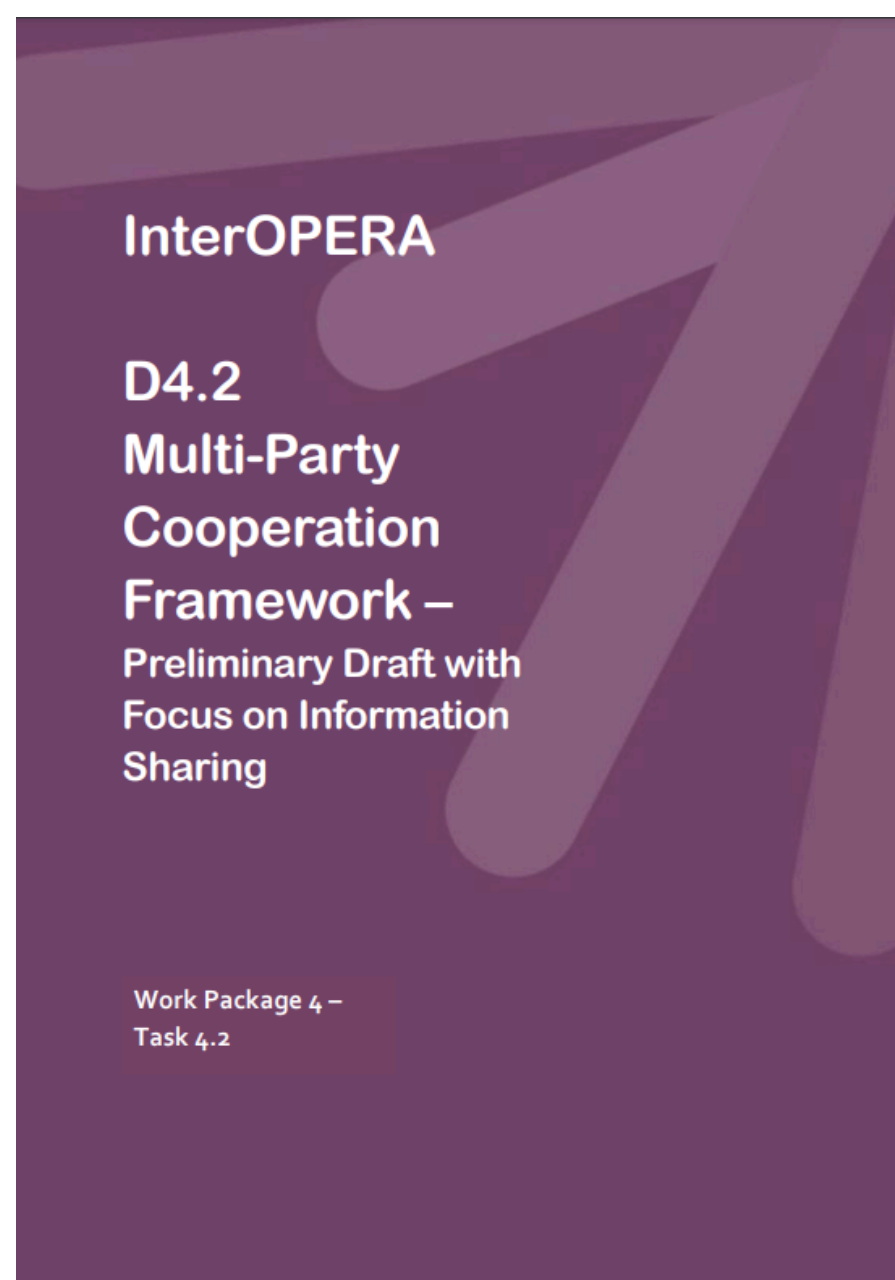 InterOPERA
D4.2
Multi-Party
Cooperation
Framework –
Preliminary Draft with
Focus on Information
Sharing
Work Package 4 –
Task 4.2